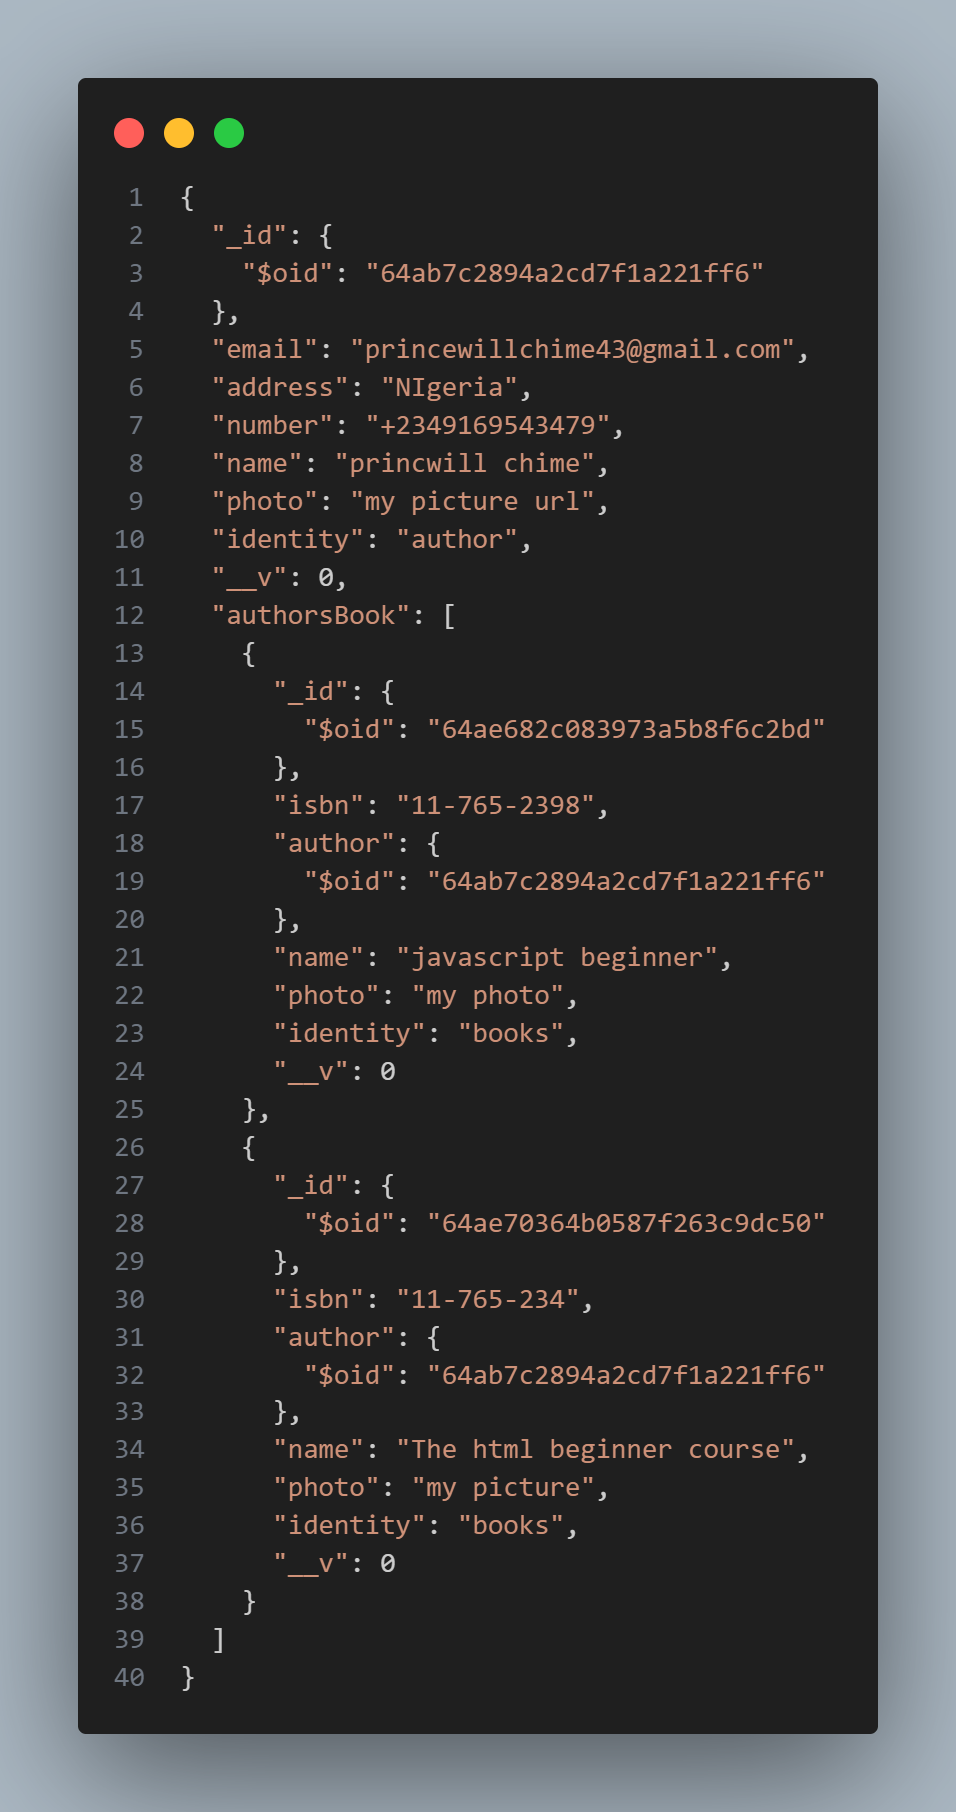 1 {
2 "_id": {
3 "$oid": "64ab7c2894a2cd7f1a221ff6"
4 },
5 "email": "princewillchime43@gmail.com",
6 "address": "NIgeria",
7 "number": "+2349169543479",
8 "name": "princwill chime",
9 "photo": "my picture url",
10 "identity": "author",
11 "__v": 0,
12 "authorsBook": [
13 {
14 "_id": {
15 "$oid": "64ae682c083973a5b8f6c2bd"
16 },
17 "isbn": "11-765-2398",
18 "author": {
19 "$oid": "64ab7c2894a2cd7f1a221ff6"
20 },
21 "name": "javascript beginner",
22 "photo": "my photo",
23 "identity": "books",
24 "__v": 0
25 },
26 {
27 "_id": {
28 "$oid": "64ae70364b0587f263c9dc50"
29 },
30 "isbn": "11-765-234",
31 "author": {
32 "$oid": "64ab7c2894a2cd7f1a221ff6"
33 },
34 "name": "The html beginner course",
35 "photo": "my picture",
36 "identity": "books",
37 "__v": 0
38 }
39 ]
40 }